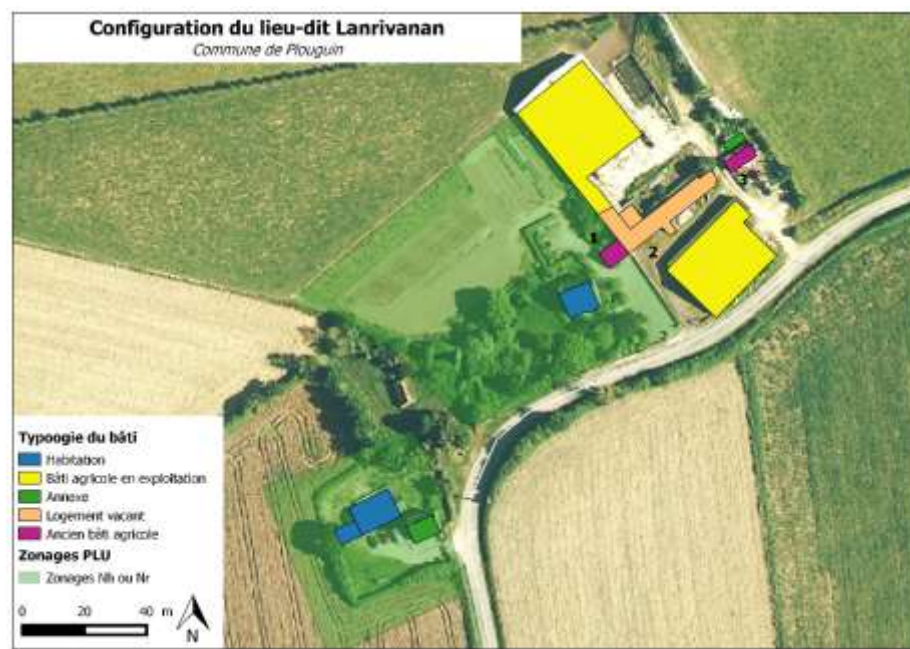 Configuration du lieu-dit Lanrivanan
Commune de Plouguin
3
1
2
Typoogie du bâti
Habitation
Bâti agricole en exploitation
Annexe
Logement vacant
Ancien bâti agricole
Zonages PLU
Zonages Nh ou Nr
0 20 40 m
N